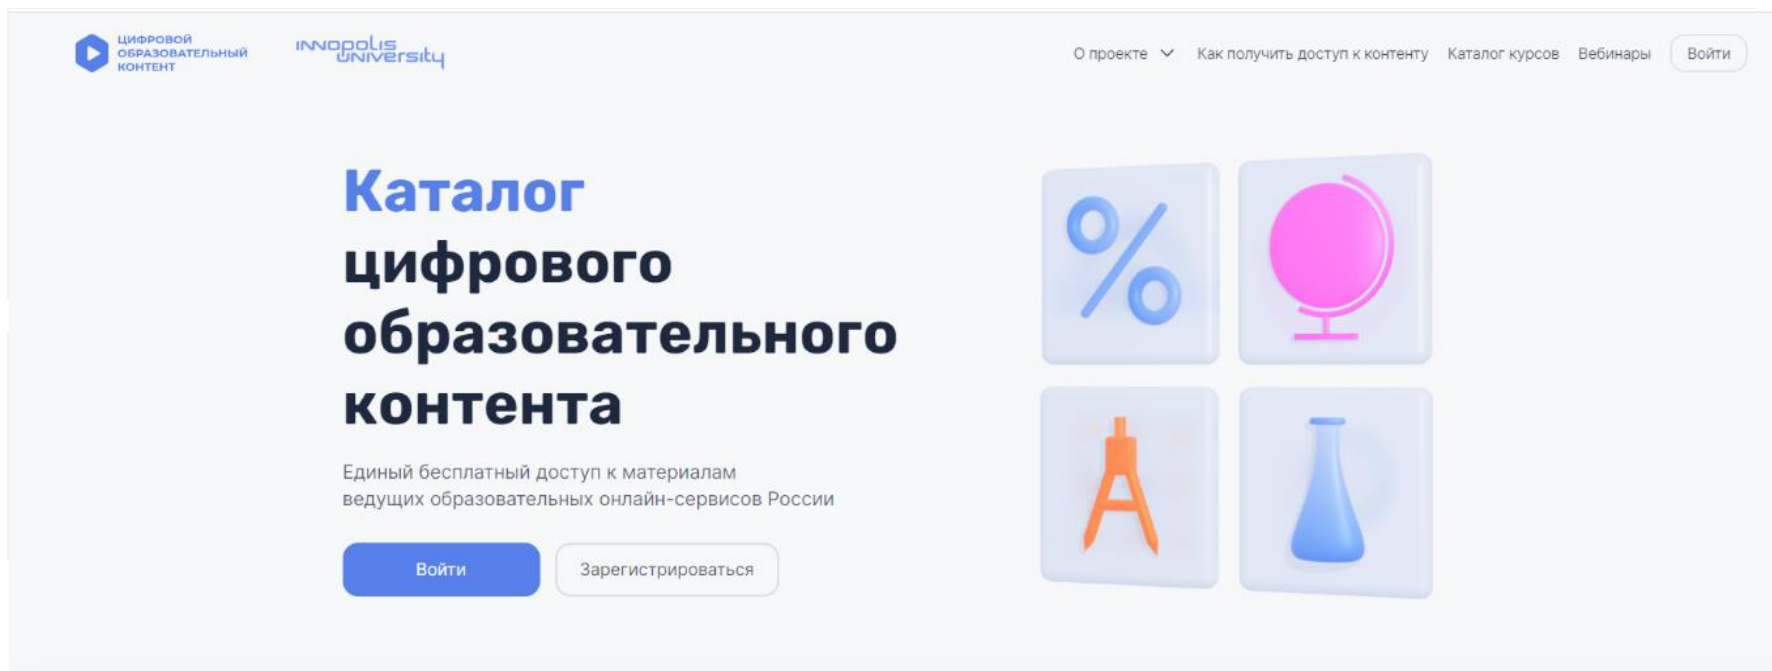 ЦИФРОВОЙ
ОБРАЗОВАТЕЛЬНЫЙ
КОНТЕНТ
INNOPOLIS
UNIVERSITY
О проекте
Как получить доступ к контенту
Каталог курсов
Вебинары
Войти
Каталог
цифрового
образовательного
контента
Единый бесплатный доступ к материалам
ведущих образовательных онлайн-сервисов России
Войти
Зарегистрироваться